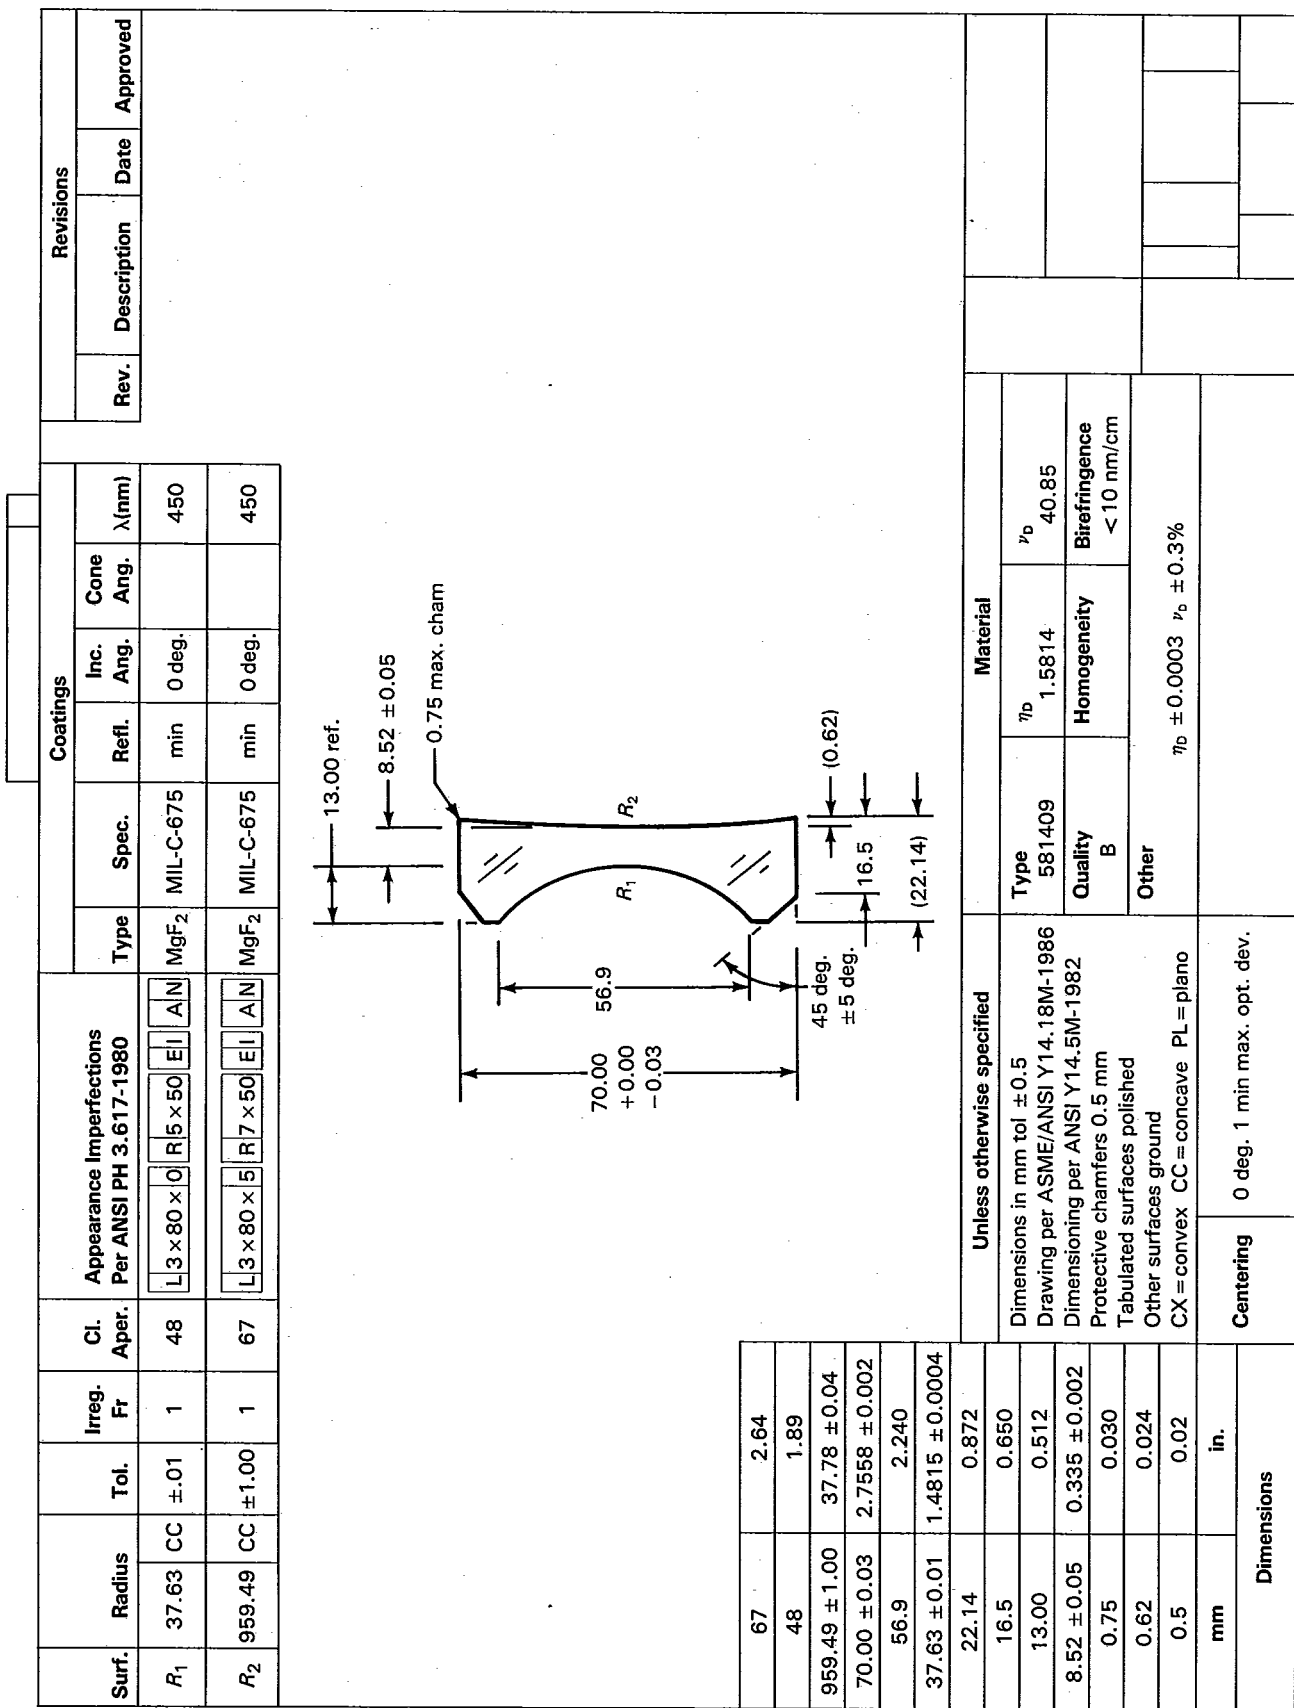 Revisions
Rev. Description Date Approved
Coatings
Surf. Radius Tol. Irreg. Fr Cl. Aper. Appearance Imperfections Per ANSI PH 3.617-1980 Type Spec. Refl. Inc. Ang. Cone Ang. λ(nm)
R1 37.63 CC ±.01 1 48 L 3×80×0 R 5×50 EI A N MgF2 MIL-C-675 min 0 deg. 450
R2 959.49 CC ±1.00 1 67 L 3×80×5 R 7×50 EI A N MgF2 MIL-C-675 min 0 deg. 450
13.00 ref.
8.52 ±0.05
0.75 max. cham
70.00
+0.00
−0.03
56.9
R1
R2
45 deg.
±5 deg.
(0.62)
16.5
(22.14)
67 2.64
48 1.89
959.49 ±1.00 37.78 ±0.04
70.00 ±0.03 2.7558 ±0.002
56.9 2.240
37.63 ±0.01 1.4815 ±0.0004
22.14 0.872
16.5 0.650
13.00 0.512
8.52 ±0.05 0.335 ±0.002
0.75 0.030
0.62 0.024
0.5 0.02
mm in.
Dimensions
Unless otherwise specified
Dimensions in mm tol ±0.5
Drawing per ASME/ANSI Y14.18M-1986
Dimensioning per ANSI Y14.5M-1982
Protective chamfers 0.5 mm
Tabulated surfaces polished
Other surfaces ground
CX=convex CC=concave PL=plano
Centering 0 deg. 1 min max. opt. dev.
Material
Type 581409
ηD 1.5814
νD 40.85
Quality B
Homogeneity
Birefringence <10 nm/cm
Other
ηD ±0.0003 νD ±0.3%